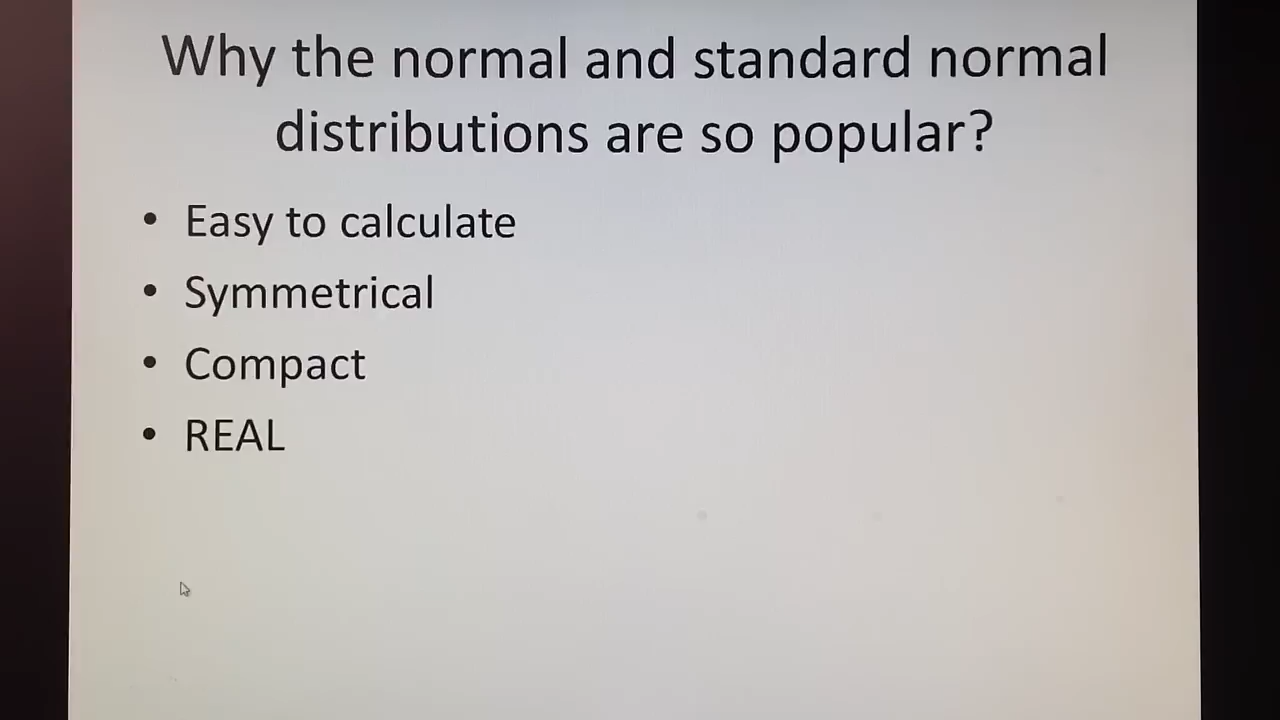 Why the normal and standard normal
distributions are so popular?
• Easy to calculate
• Symmetrical
• Compact
• REAL